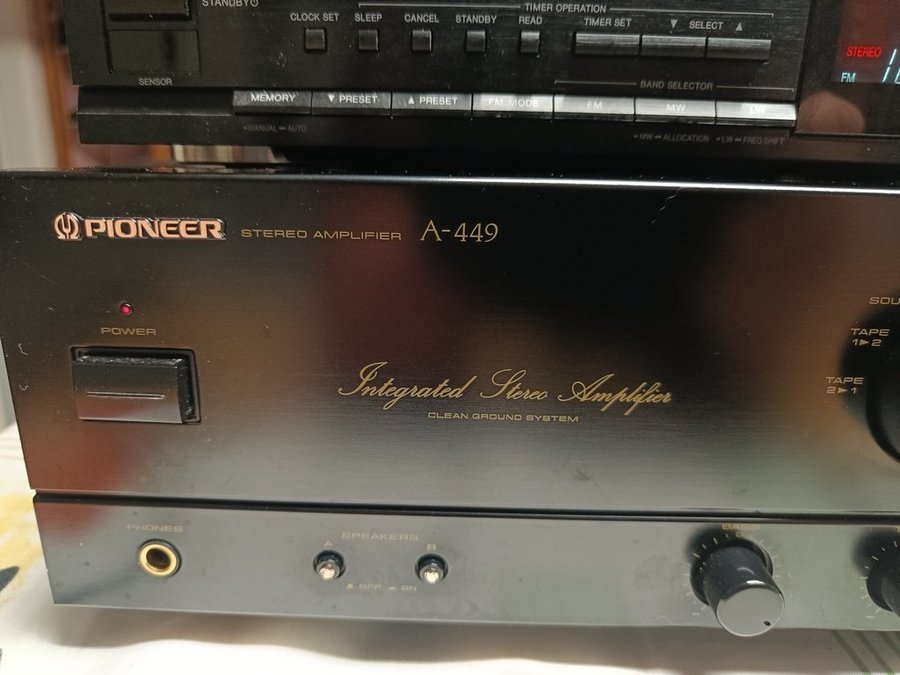 STANDBY
TIMER OPERATION
CLOCK SET SLEEP CANCEL STANDBY READ TIMER SET ▼ SELECT ▲
SENSOR
BAND SELECTOR
MEMORY ▼ PRESET ▲ PRESET FM MODE FM MW LW
MANUAL AUTO
MW ALLOCATION LW FREQ SHIFT
STEREO
FM
PIONEER STEREO AMPLIFIER A-449
POWER
TAPE
1▶2
TAPE
2▶1
Integrated Stereo Amplifier
CLEAN GROUND SYSTEM
PHONES
SPEAKERS
A B
OFF ON
BASS